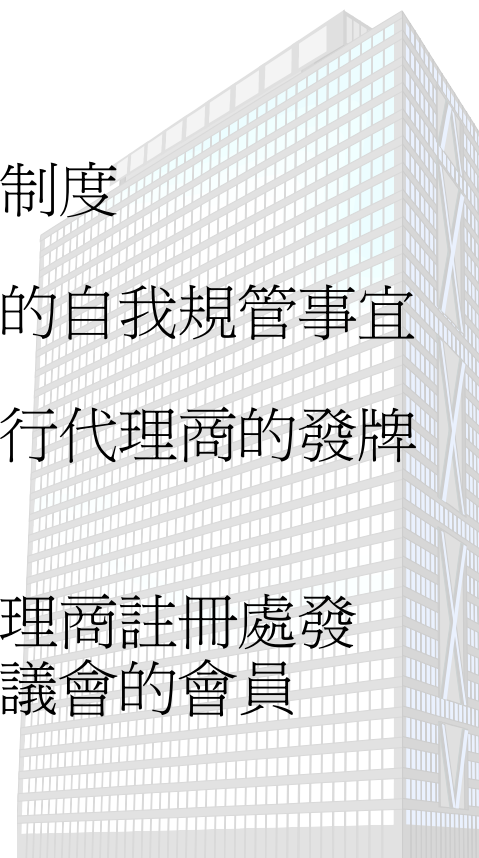 制度
的自我規管事宜
行代理商的發牌
理商註冊處發
議會的會員